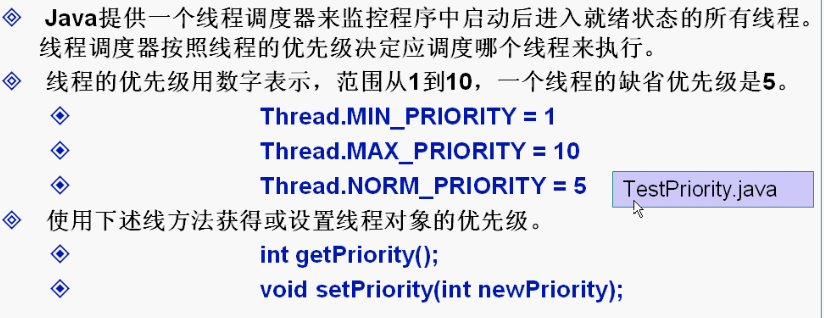 Java提供一个线程调度器来监控程序中启动后进入就绪状态的所有线程。
线程调度器按照线程的优先级决定应调度哪个线程来执行。
线程的优先级用数字表示，范围从1到10，一个线程的缺省优先级是5。
Thread.MIN_PRIORITY = 1
Thread.MAX_PRIORITY = 10
Thread.NORM_PRIORITY = 5
TestPriority.java
使用下述线方法获得或设置线程对象的优先级。
int getPriority();
void setPriority(int newPriority);